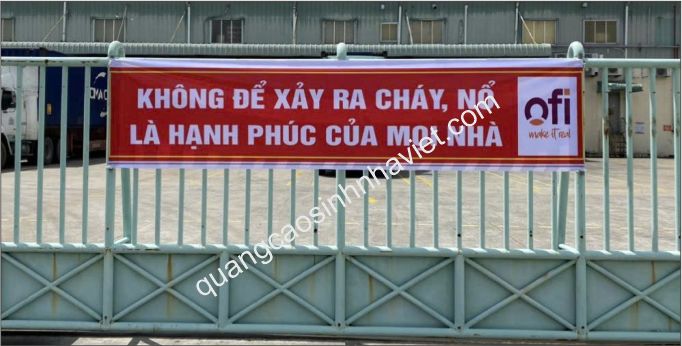 KHÔNG ĐỂ XẢY RA CHÁY, NỔ
LÀ HẠNH PHÚC CỦA MỌI NHÀ
ofi
make it real
quangcaosinhnhaviet.com